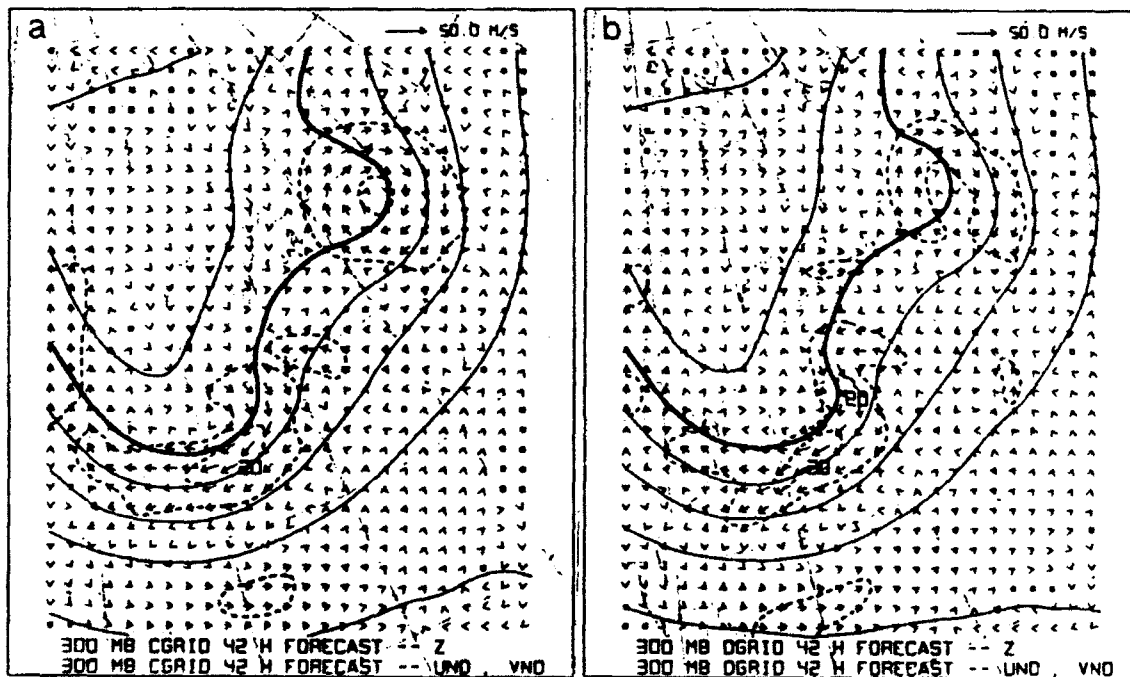 a
50.0 M/S
20
300 MB CGRID 42 H FORECAST -- Z
300 MB CGRID 42 H FORECAST -- UND , VND
b
50.0 M/S
20
20
300 MB DGRID 42 H FORECAST -- Z
300 MB DGRID 42 H FORECAST -- UND , VND